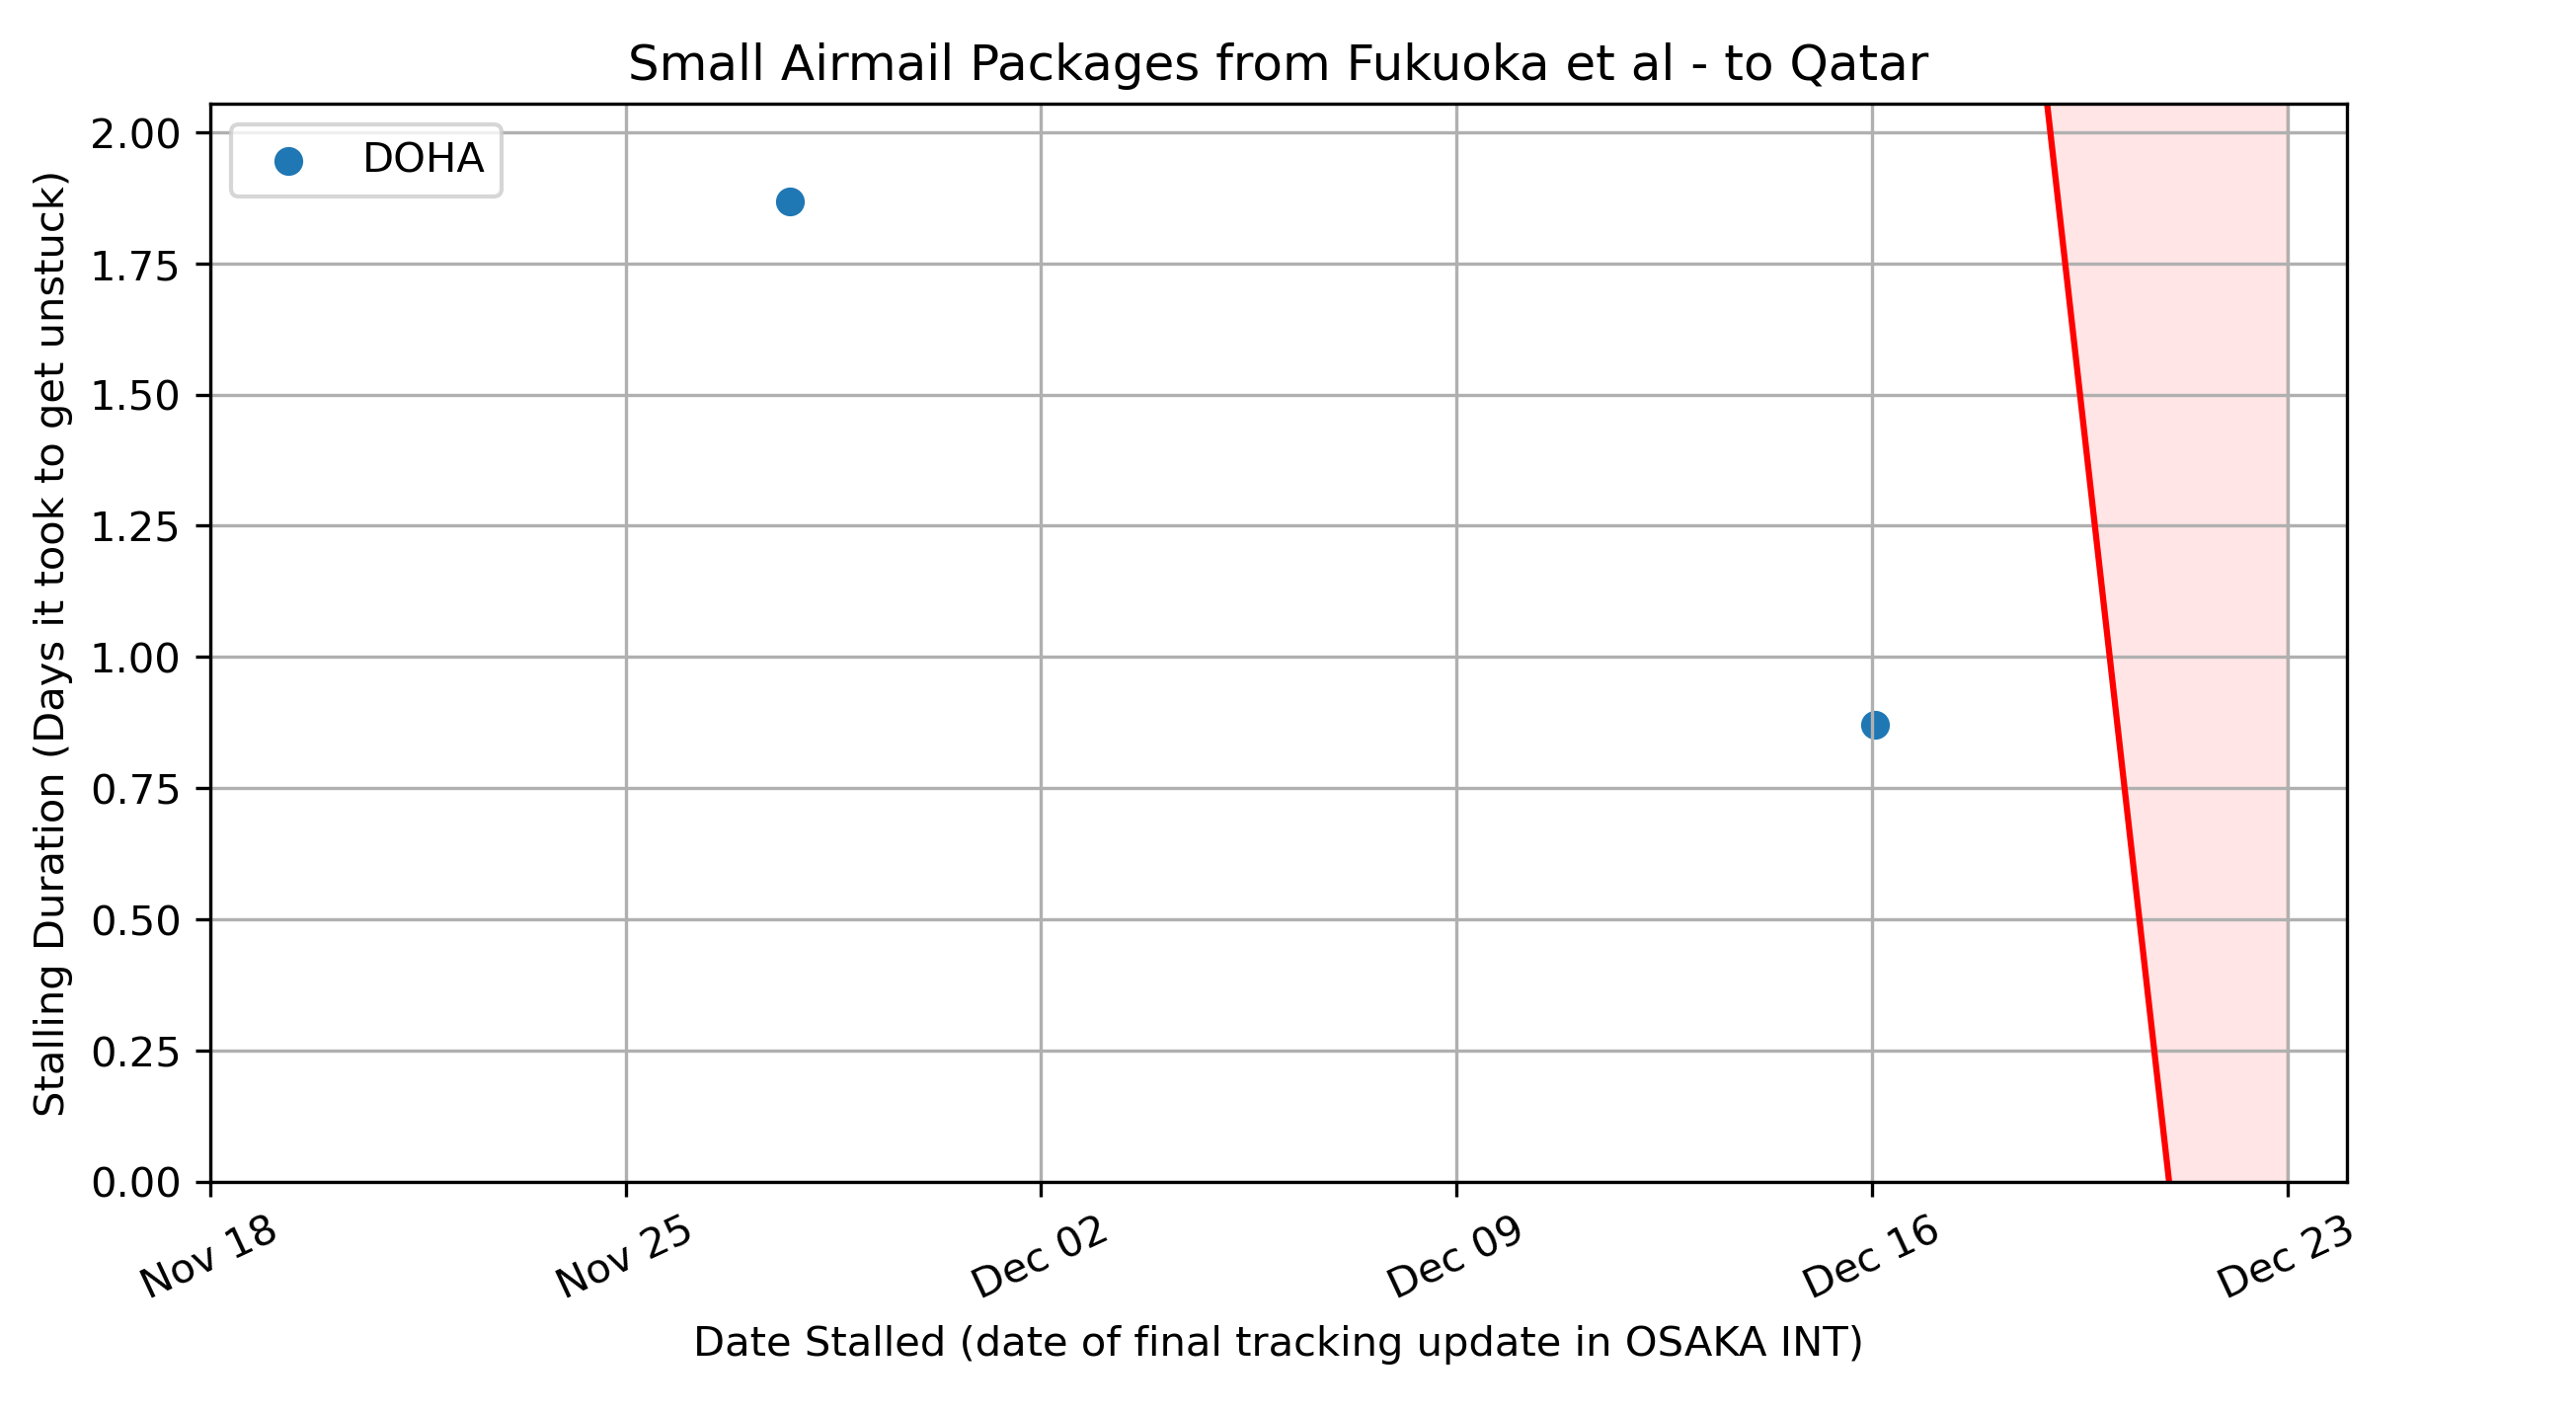 Small Airmail Packages from Fukuoka et al - to Qatar
DOHA
Stalling Duration (Days it took to get unstuck)
2.00
1.75
1.50
1.25
1.00
0.75
0.50
0.25
0.00
Nov 18
Nov 25
Dec 02
Dec 09
Dec 16
Dec 23
Date Stalled (date of final tracking update in OSAKA INT)